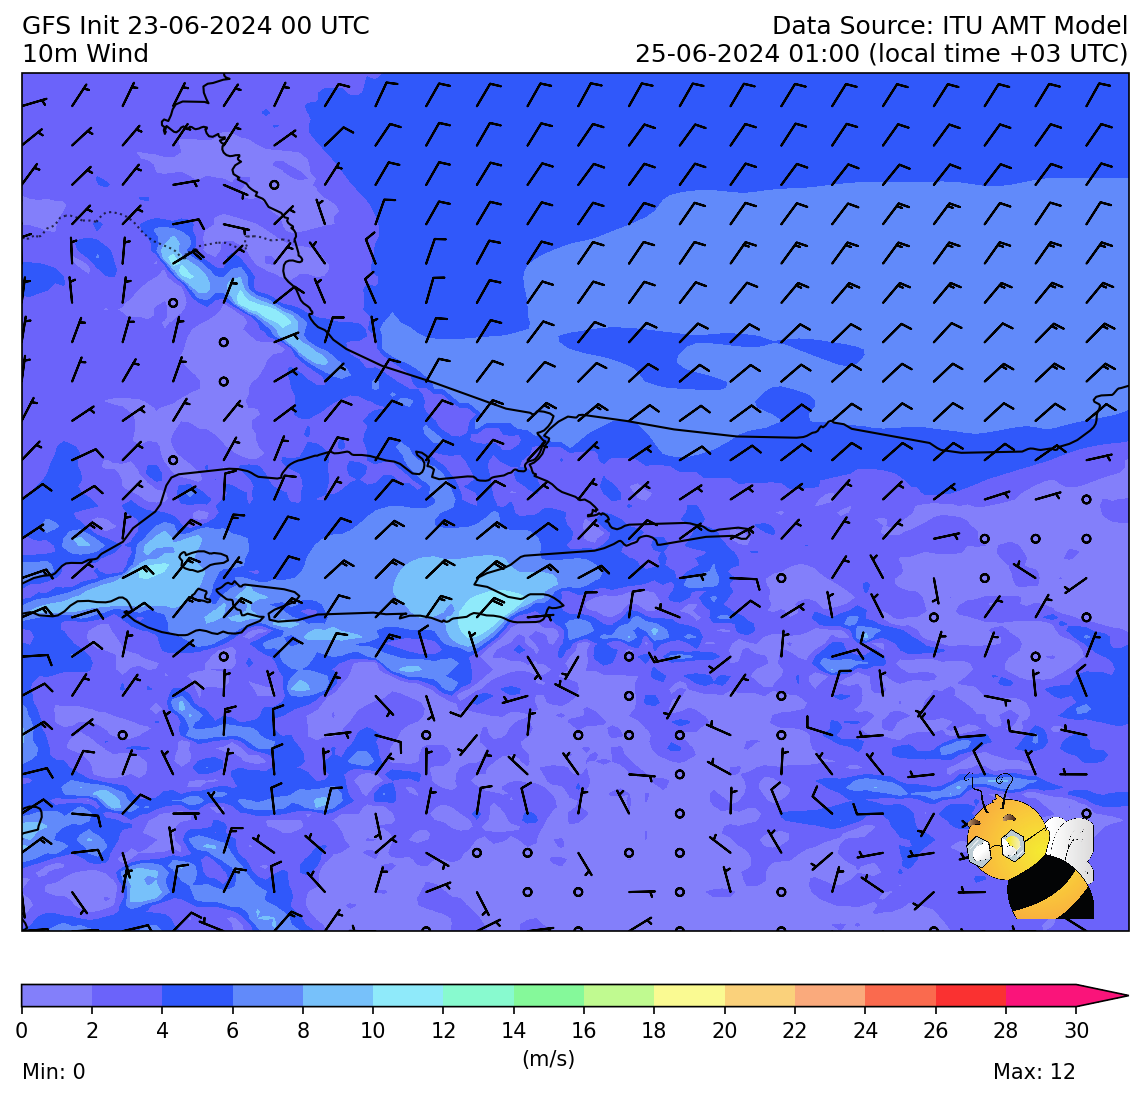 GFS Init 23-06-2024 00 UTC
Data Source: ITU AMT Model
10m Wind
25-06-2024 01:00 (local time +03 UTC)
0 2 4 6 8 10 12 14 16 18 20 22 24 26 28 30
(m/s)
Min: 0
Max: 12